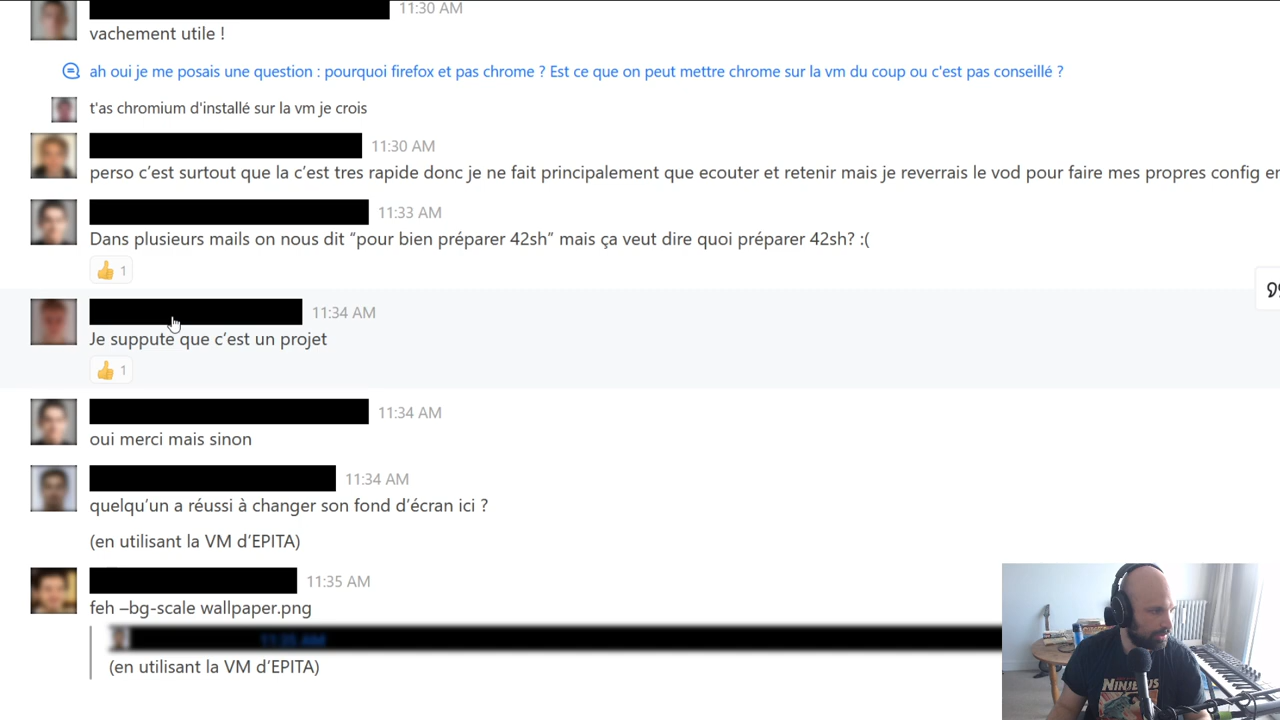 11:30 AM
vachement utile !
ah oui je me posais une question : pourquoi firefox et pas chrome ? Est ce que on peut mettre chrome sur la vm du coup ou c'est pas conseillé ?
t'as chromium d'installé sur la vm je crois
11:30 AM
perso c’est surtout que la c’est tres rapide donc je ne fait principalement que ecouter et retenir mais je reverrais le vod pour faire mes propres config
11:33 AM
Dans plusieurs mails on nous dit “pour bien préparer 42sh” mais ça veut dire quoi préparer 42sh? :(
👍 1
11:34 AM
Je suppute que c’est un projet
👍 1
11:34 AM
oui merci mais sinon
11:34 AM
quelqu’un a réussi à changer son fond d’écran ici ?
(en utilisant la VM d’EPITA)
11:35 AM
feh –bg-scale wallpaper.png
11:35 AM
(en utilisant la VM d’EPITA)